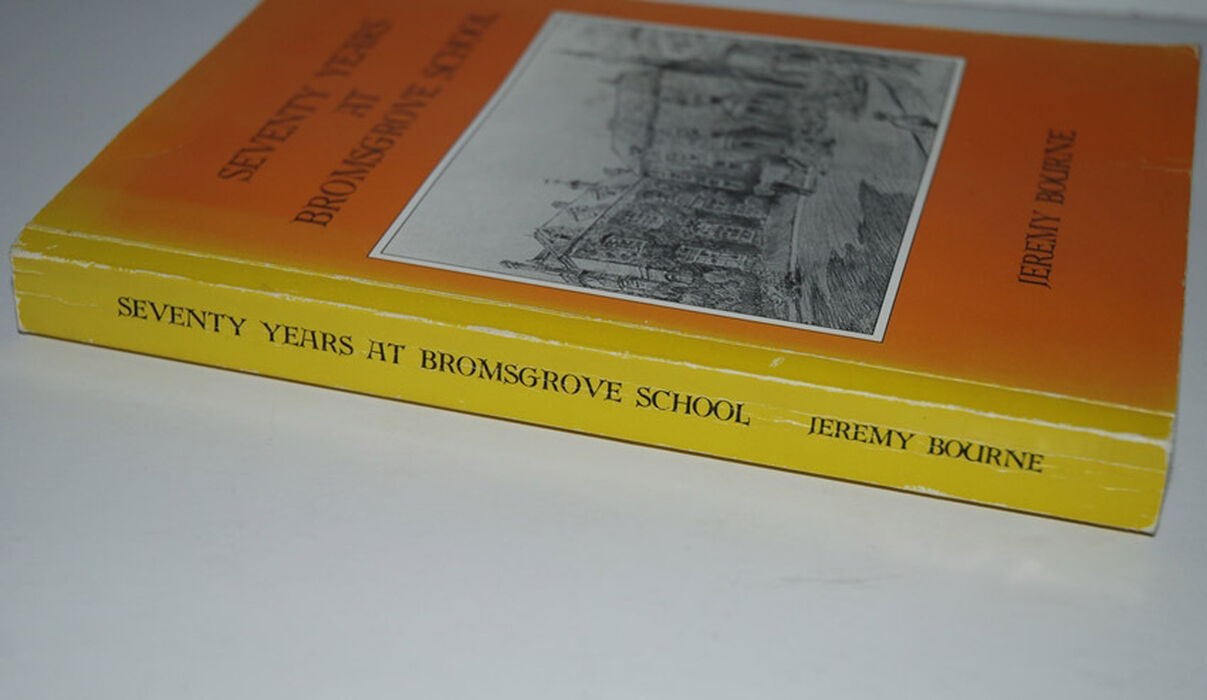 SEVENTY YEARS
AT
BROMSGROVE SCHOOL
JEREMY BOURNE
SEVENTY YEARS AT BROMSGROVE SCHOOL JEREMY BOURNE